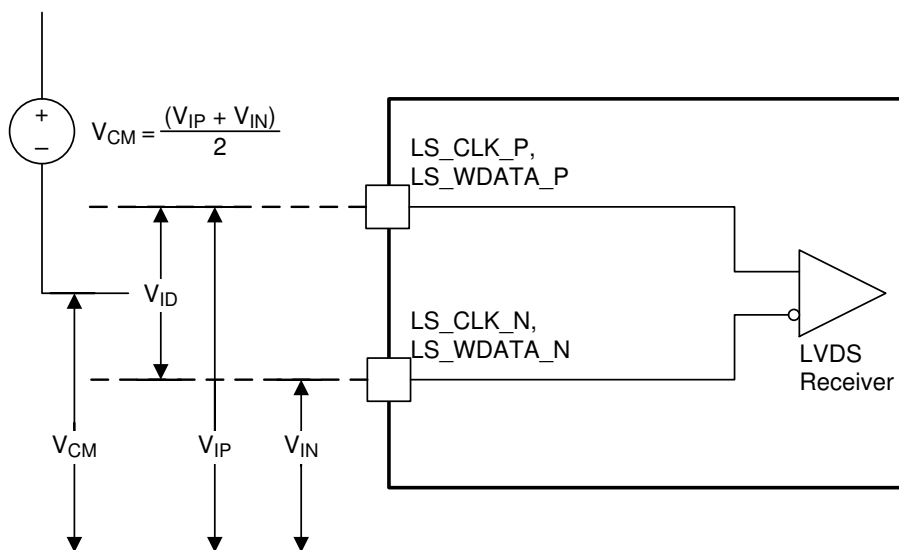 +
–
V_CM = (V_IP + V_IN)
2
LS_CLK_P,
LS_WDATA_P
V_ID
LS_CLK_N,
LS_WDATA_N
LVDS
Receiver
V_CM
V_IP
V_IN